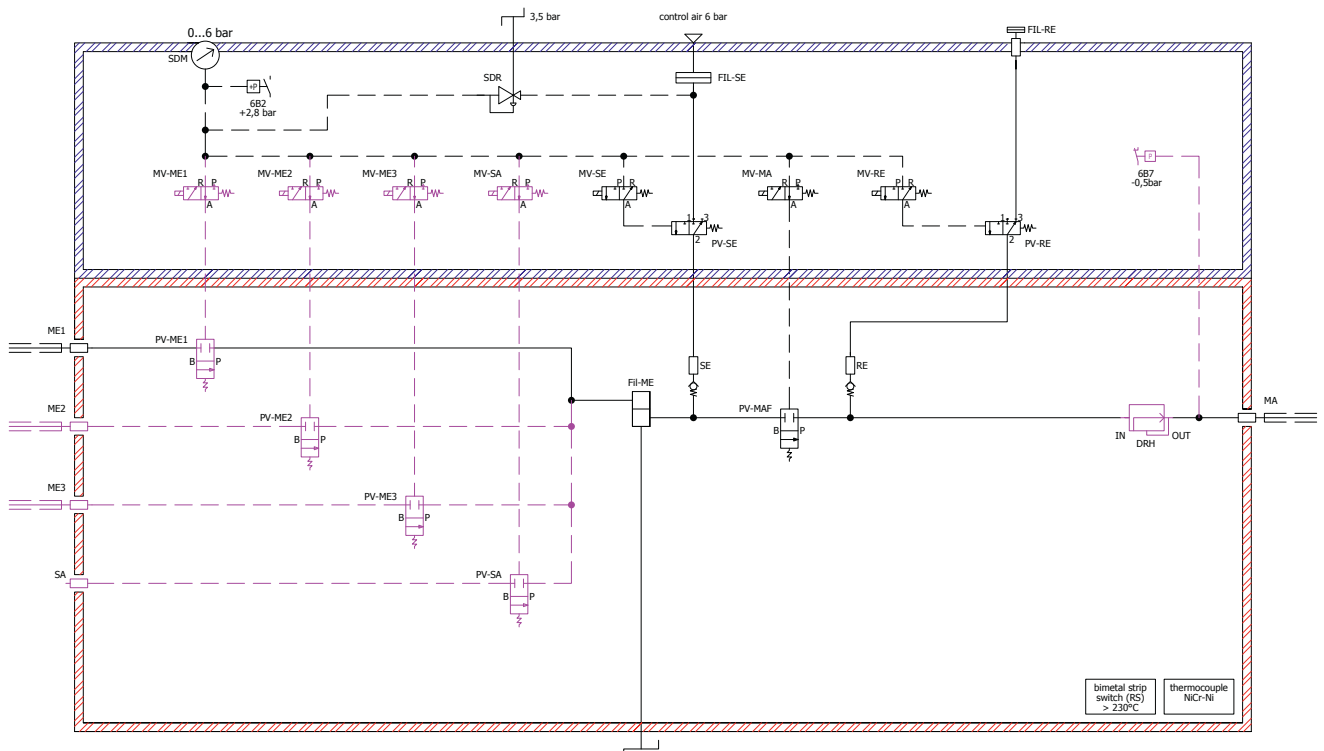 3,5 bar
control air 6 bar
0...6 bar
SDM
FIL-RE
SDR
FIL-SE
+P
6B2
+2,8 bar
P
6B7
-0,5bar
MV-ME1
R P
A
MV-ME2
R P
A
MV-ME3
R P
A
MV-SA
R P
A
MV-SE
P R
A
MV-MA
R P
A
MV-RE
P R
A
1 3
2
PV-SE
1 3
2
PV-RE
ME1
PV-ME1
B P
SE
RE
Fil-ME
ME2
PV-ME2
B P
PV-MAF
B P
MA
IN OUT
DRH
ME3
PV-ME3
B P
SA
PV-SA
B P
bimetal strip
switch (RS)
> 230°C
thermocouple
NiCr-Ni